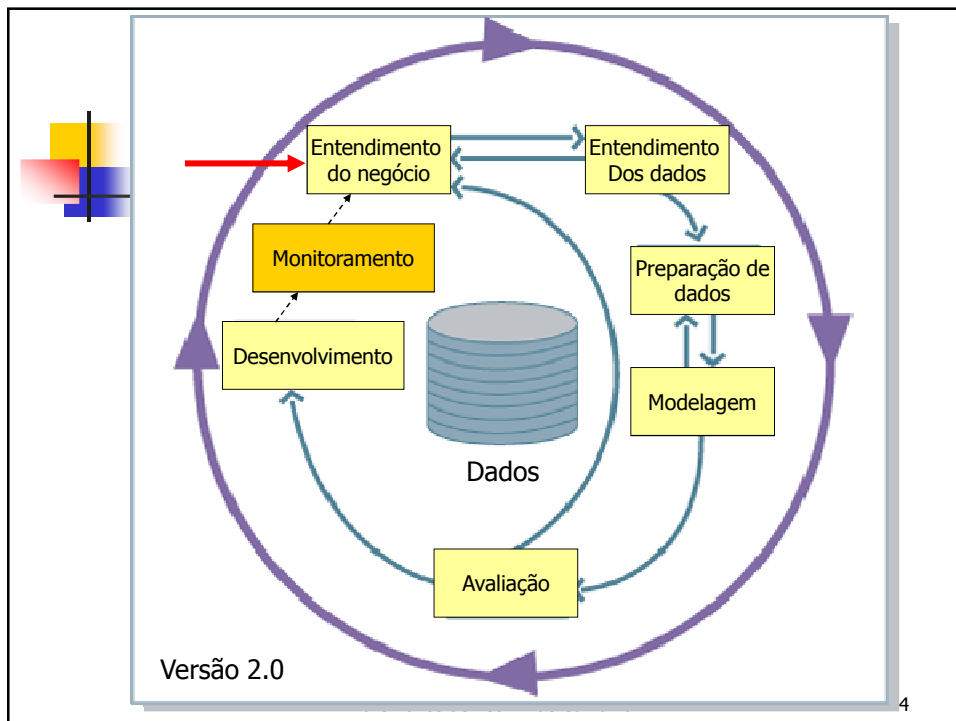 Entendimento
do negócio
Entendimento
Dos dados
Monitoramento
Preparação de
dados
Desenvolvimento
Modelagem
Dados
Avaliação
Versão 2.0
4